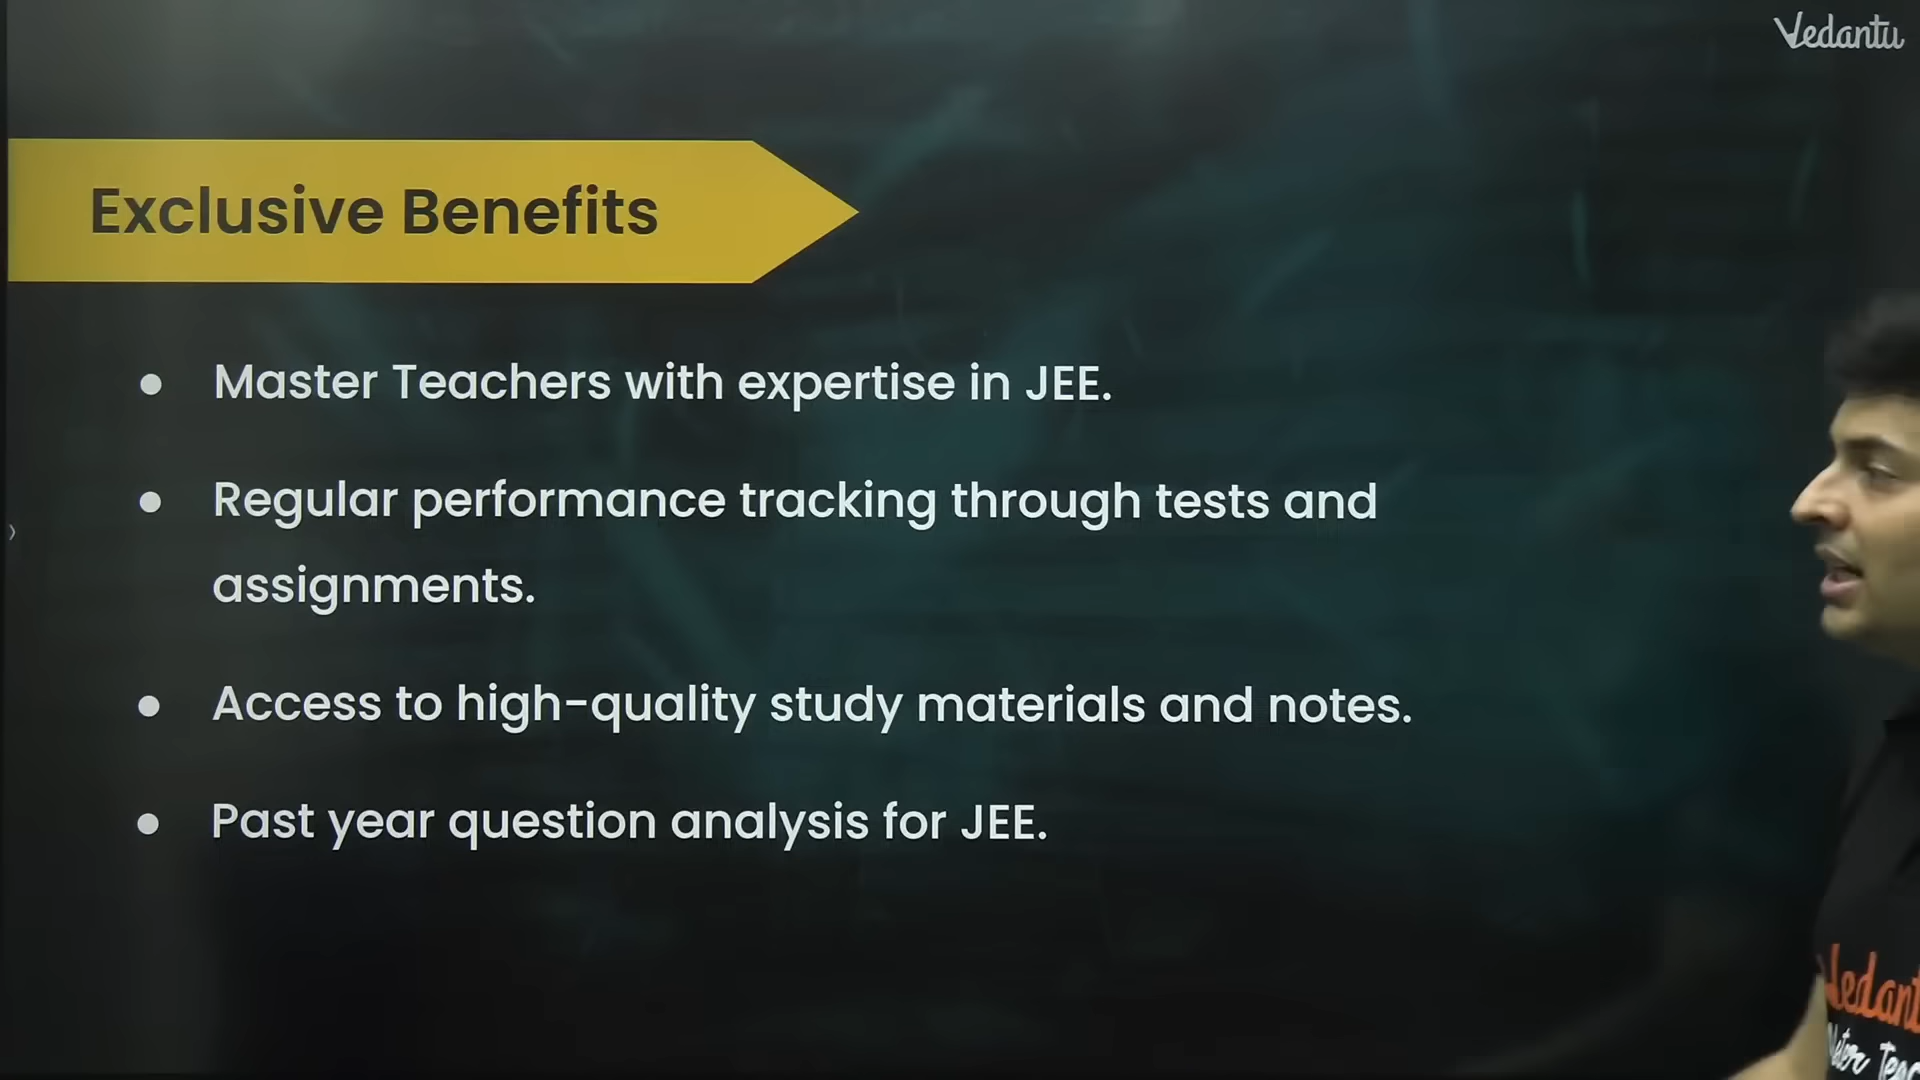 Vedantu
Exclusive Benefits
● Master Teachers with expertise in JEE.
● Regular performance tracking through tests and
assignments.
● Access to high-quality study materials and notes.
● Past year question analysis for JEE.